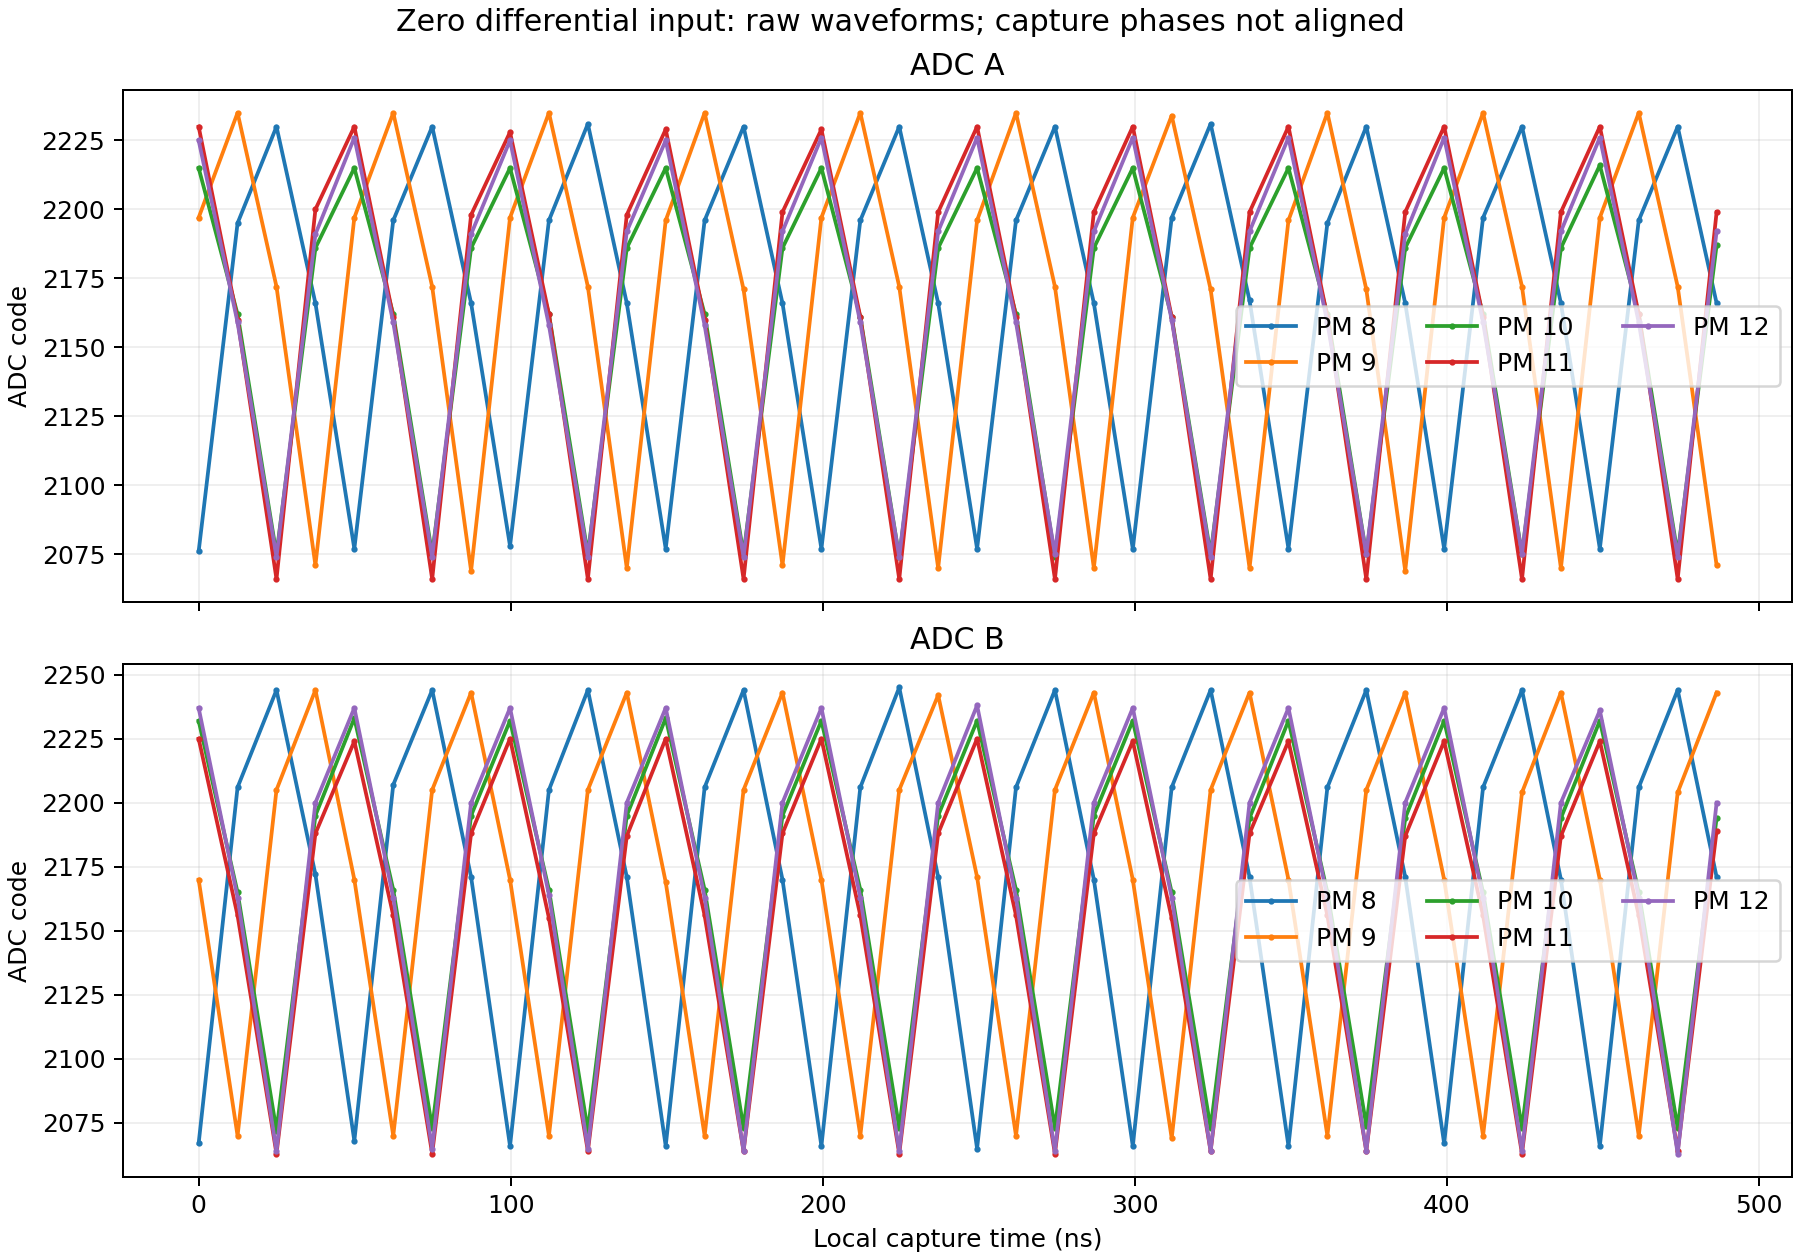 Zero differential input: raw waveforms; capture phases not aligned
ADC A
ADC code
2225
2200
2175
2150
2125
2100
2075
PM 8
PM 10
PM 12
PM 9
PM 11
ADC B
ADC code
2250
2225
2200
2175
2150
2125
2100
2075
PM 8
PM 10
PM 12
PM 9
PM 11
0
100
200
300
400
500
Local capture time (ns)